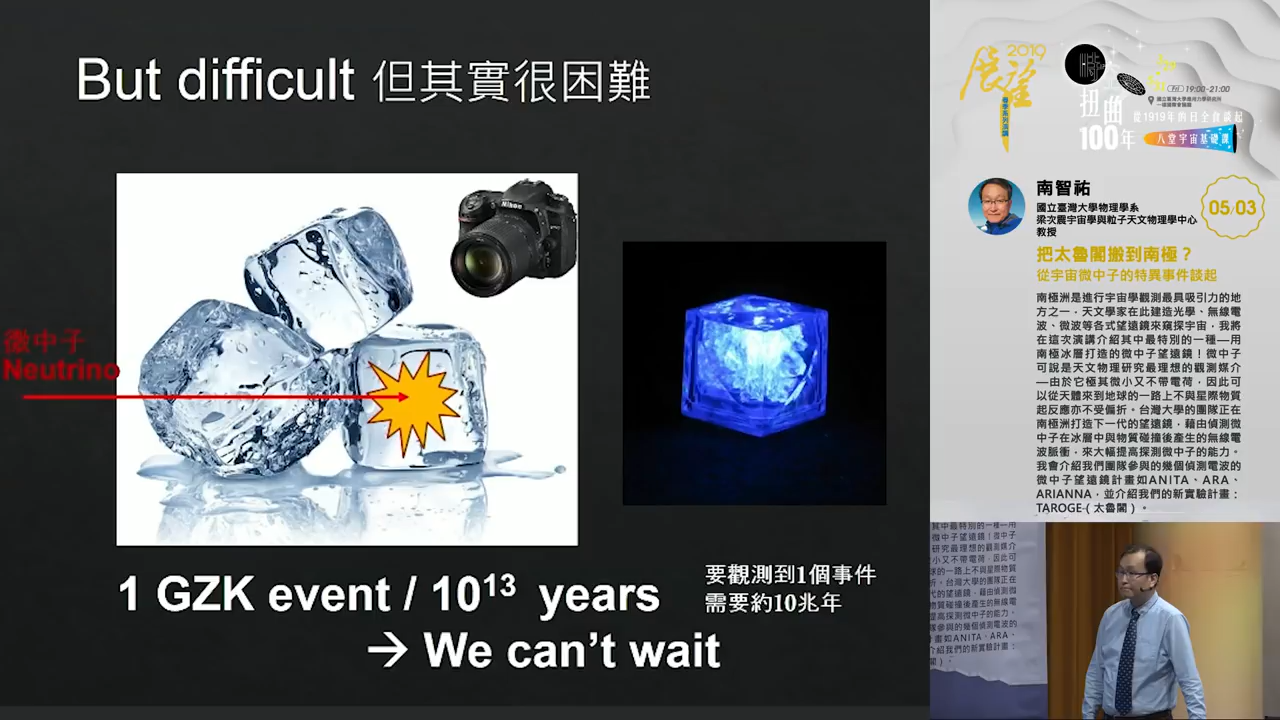 But difficult 但其實很困難
Nikon
微中子
Neutrino
1 GZK event / 10¹³ years
→ We can't wait
要觀測到1個事件
需要約10兆年
2019
展望
春季系列演講
扭曲
100年
19:00-21:00
從1919年的日全食談起
八堂宇宙基礎課
南智祐
國立臺灣大學物理學系
梁次震宇宙學與粒子天文物理學中心
教授
05/03
把太魯閣搬到南極？
從宇宙微中子的特異事件談起
南極洲是進行宇宙學觀測最具吸引力的地
方之一，天文學家在此建造光學、無線電
波、微波等各式望遠鏡來窺探宇宙，我將
在這次演講介紹其中最特別的一種—用
南極冰層打造的微中子望遠鏡！微中子
可說是天文物理研究最理想的觀測媒介
—由於它極其微小又不帶電荷，因此可
以從天體來到地球的一路上不與星際物質
起反應亦不受偏折。台灣大學的團隊正在
南極洲打造下一代的望遠鏡，藉由偵測微
中子在冰層中與物質碰撞後產生的無線電
波脈衝，來大幅提高探測微中子的能力。
我會介紹我們團隊參與的幾個偵測電波的
微中子望遠鏡計畫如ANITA、ARA、
ARIANNA，並介紹我們的新實驗計畫：
TAROGE（太魯閣）。